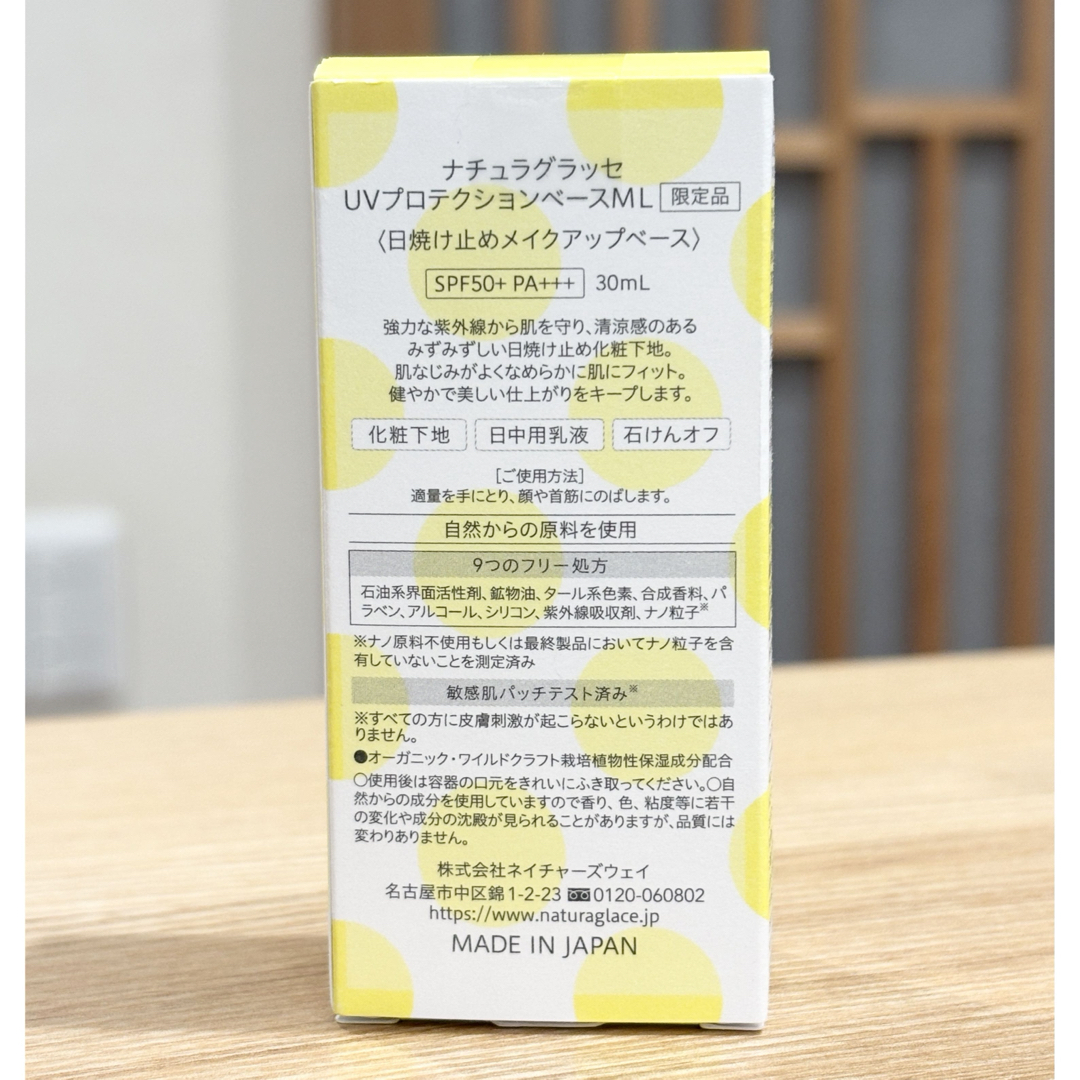 ナチュラグラッセ
UVプロテクションベースML 限定品
〈日焼け止めメイクアップベース〉
SPF50+ PA+++ 30mL
強力な紫外線から肌を守り、清涼感のある
みずみずしい日焼け止め化粧下地。
肌なじみがよくなめらかに肌にフィット。
健やかで美しい仕上がりをキープします。
化粧下地 日中用乳液 石けんオフ
[ご使用方法]
適量を手にとり、顔や首筋にのばします。
自然からの原料を使用
9つのフリー処方
石油系界面活性剤、鉱物油、タール系色素、合成香料、パ
ラベン、アルコール、シリコン、紫外線吸収剤、ナノ粒子※
※ナノ原料不使用もしくは最終製品においてナノ粒子を含
有していないことを測定済み
敏感肌パッチテスト済み※
※すべての方に皮膚刺激が起こらないというわけではあ
りません。
●オーガニック・ワイルドクラフト栽培植物性保湿成分配合
○使用後は容器の口元をきれいにふき取ってください。○自
然からの成分を使用していますので香り、色、粘度等に若干
の変化や成分の沈殿が見られることがありますが、品質には
変わりありません。
株式会社ネイチャーズウェイ
名古屋市中区錦1-2-23 0120-060802
https://www.naturaglace.jp
MADE IN JAPAN